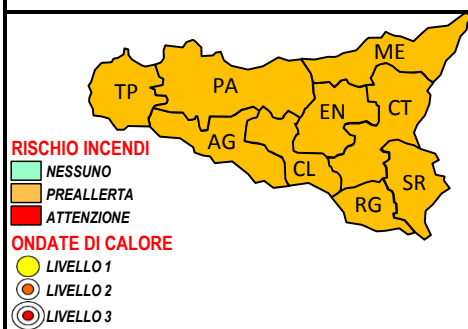 ME
PA
TP
EN
CT
AG
CL
SR
RG
RISCHIO INCENDI
NESSUNO
PREALLERTA
ATTENZIONE
ONDATE DI CALORE
LIVELLO 1
LIVELLO 2
LIVELLO 3